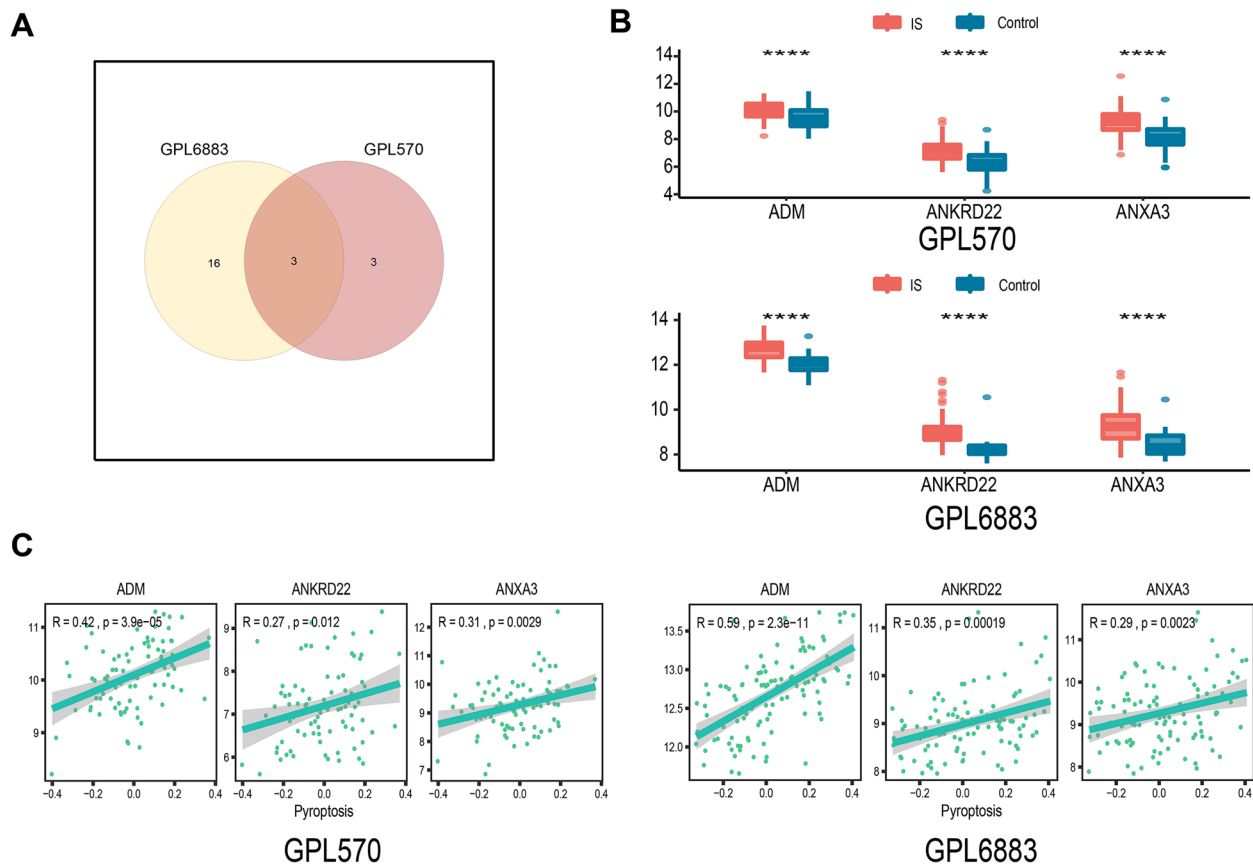 A
GPL6883
GPL570
16
3
3
B
IS
Control
14
12
10
8
6
4
****
****
****
ADM
ANKRD22
ANXA3
GPL570
IS
Control
14
12
10
8
****
****
****
ADM
ANKRD22
ANXA3
GPL6883
C
ADM
ANKRD22
ANXA3
R = 0.42 , p = 3.9e−05
R = 0.27 , p = 0.012
R = 0.31 , p = 0.0029
11
10
9
9
8
7
6
12
11
10
9
8
7
−0.4
−0.2
0.0
0.2
0.4
−0.4
−0.2
0.0
0.2
0.4
−0.4
−0.2
0.0
0.2
0.4
Pyroptosis
GPL570
ADM
ANKRD22
ANXA3
R = 0.59 , p = 2.3e−11
R = 0.35 , p = 0.00019
R = 0.29 , p = 0.0023
13.5
13.0
12.5
12.0
11
10
9
8
11
10
9
8
−0.4
−0.2
0.0
0.2
0.4
−0.4
−0.2
0.0
0.2
0.4
−0.4
−0.2
0.0
0.2
0.4
Pyroptosis
GPL6883